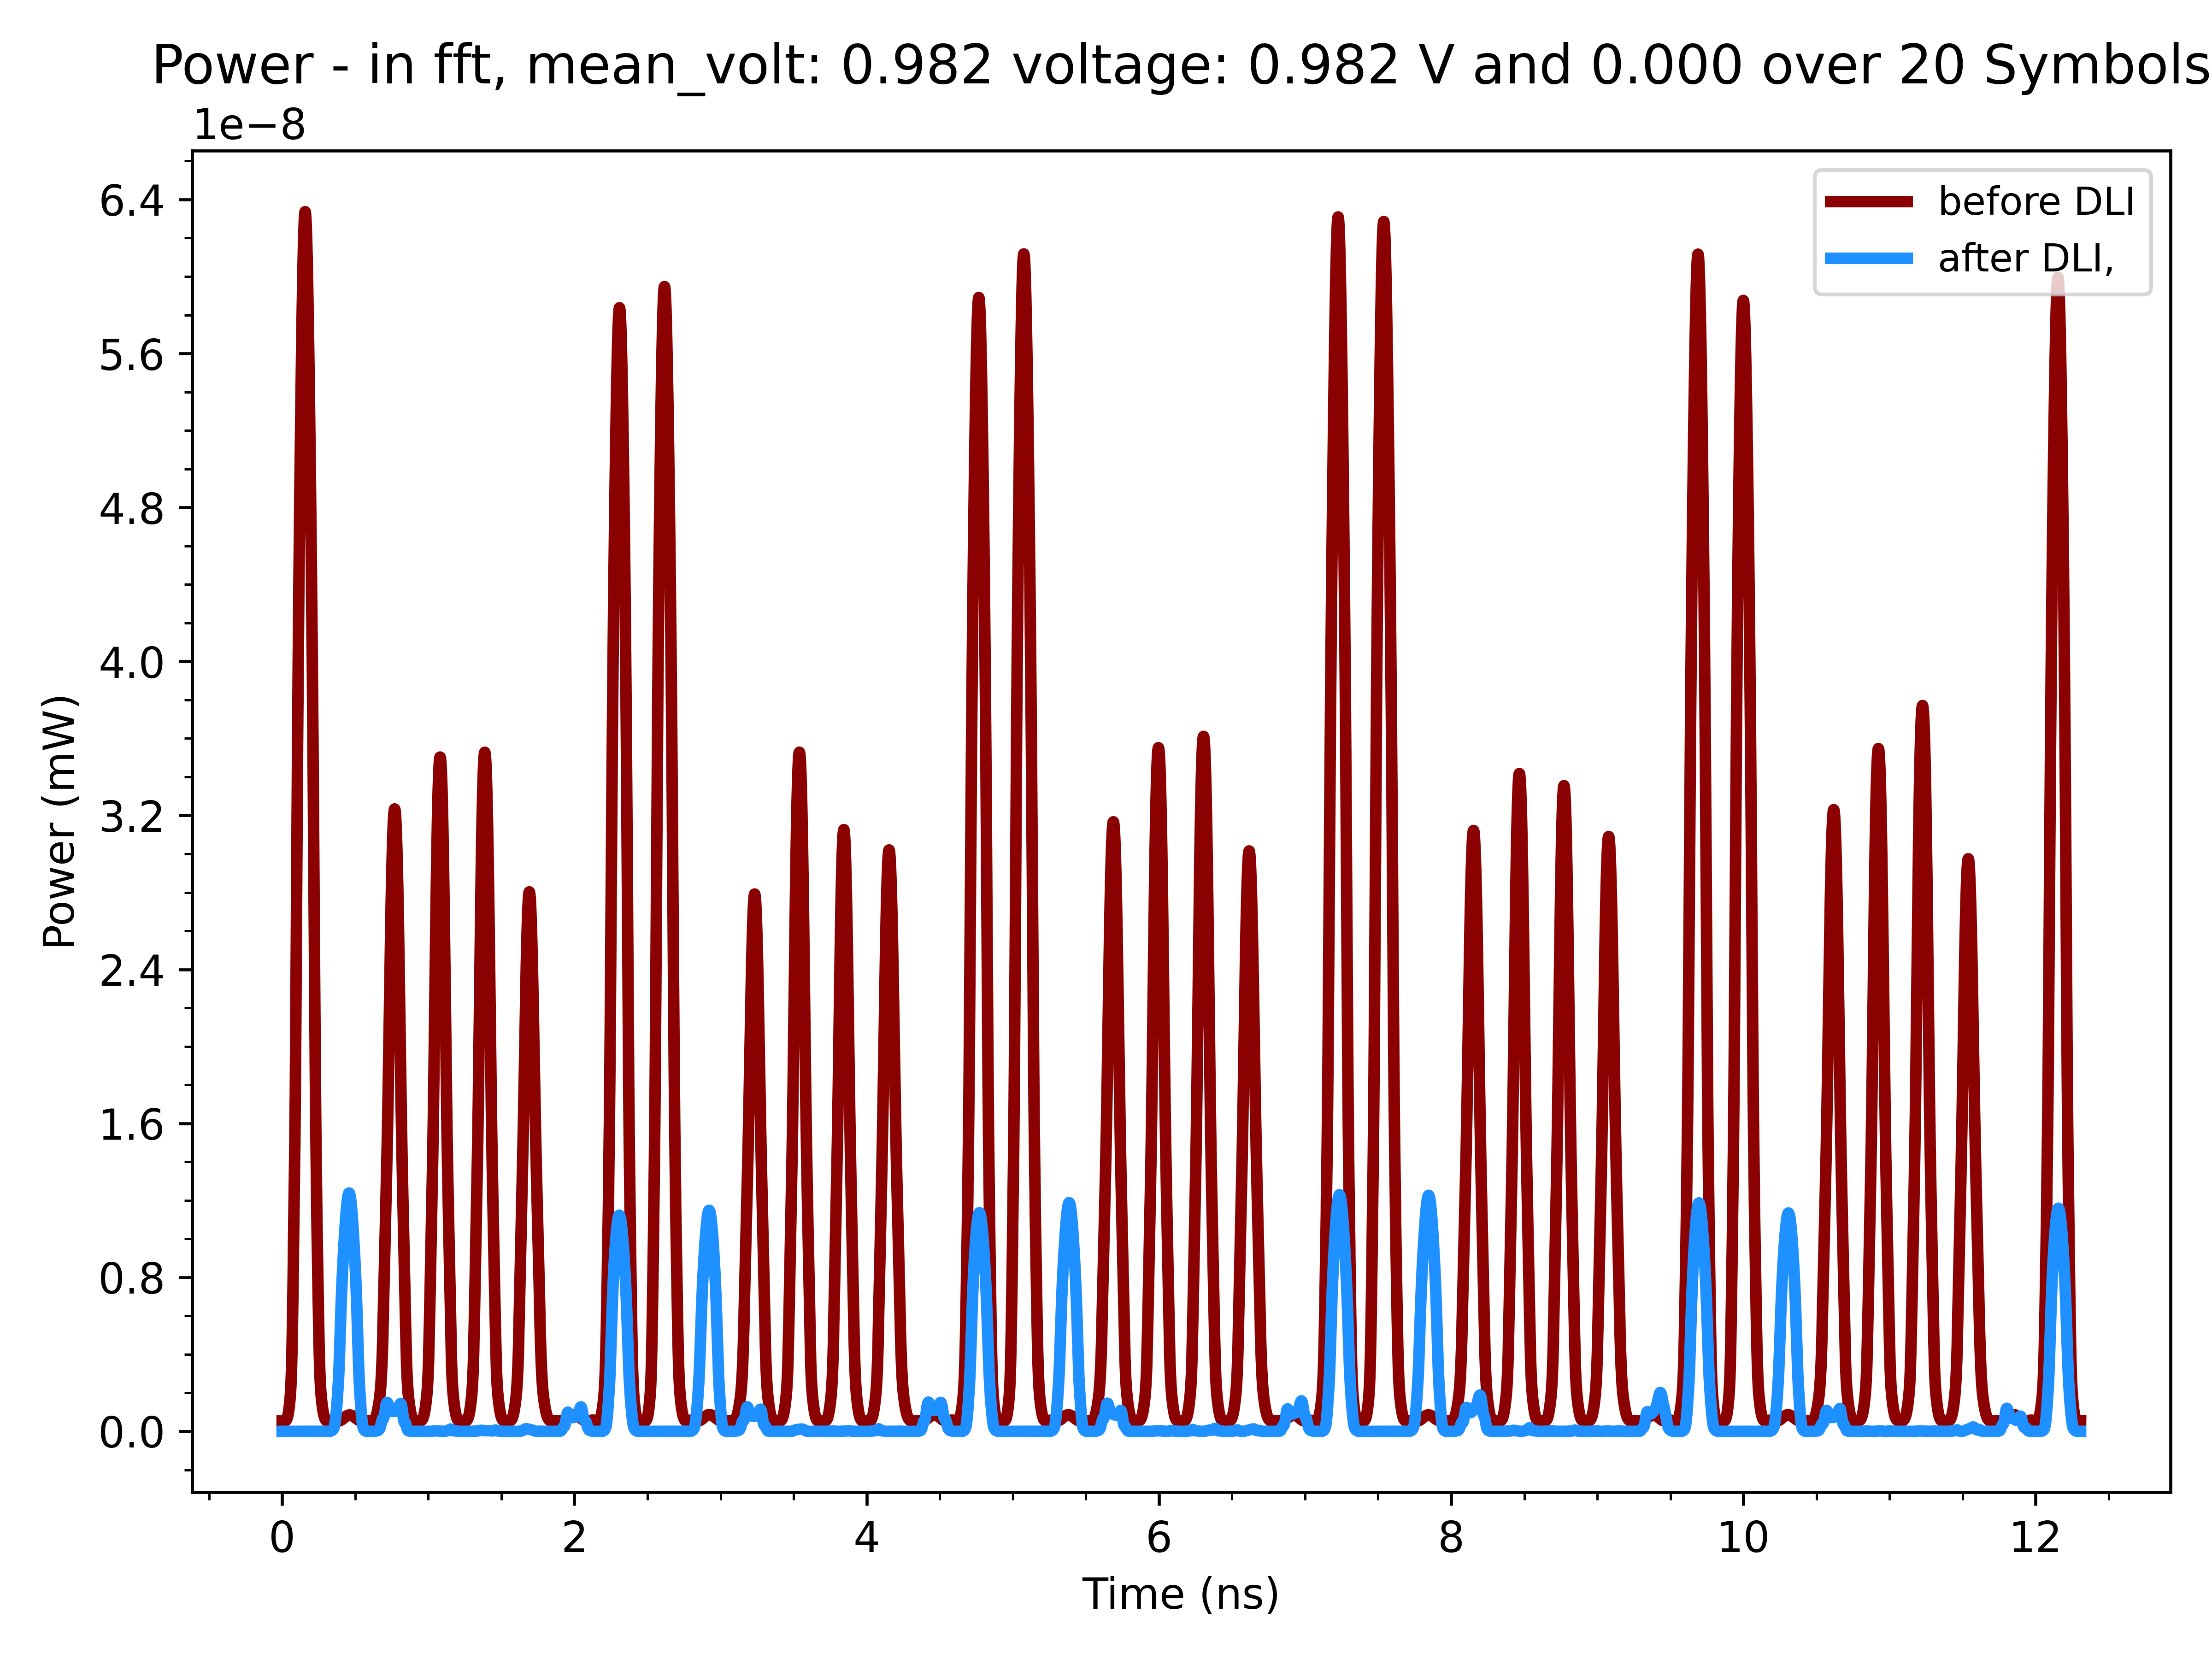 Power - in fft, mean_volt: 0.982 voltage: 0.982 V and 0.000 over 20 Symbols
1e−8
before DLI
after DLI,
6.4
5.6
4.8
4.0
3.2
2.4
1.6
0.8
0.0
Power (mW)
0 2 4 6 8 10 12
Time (ns)